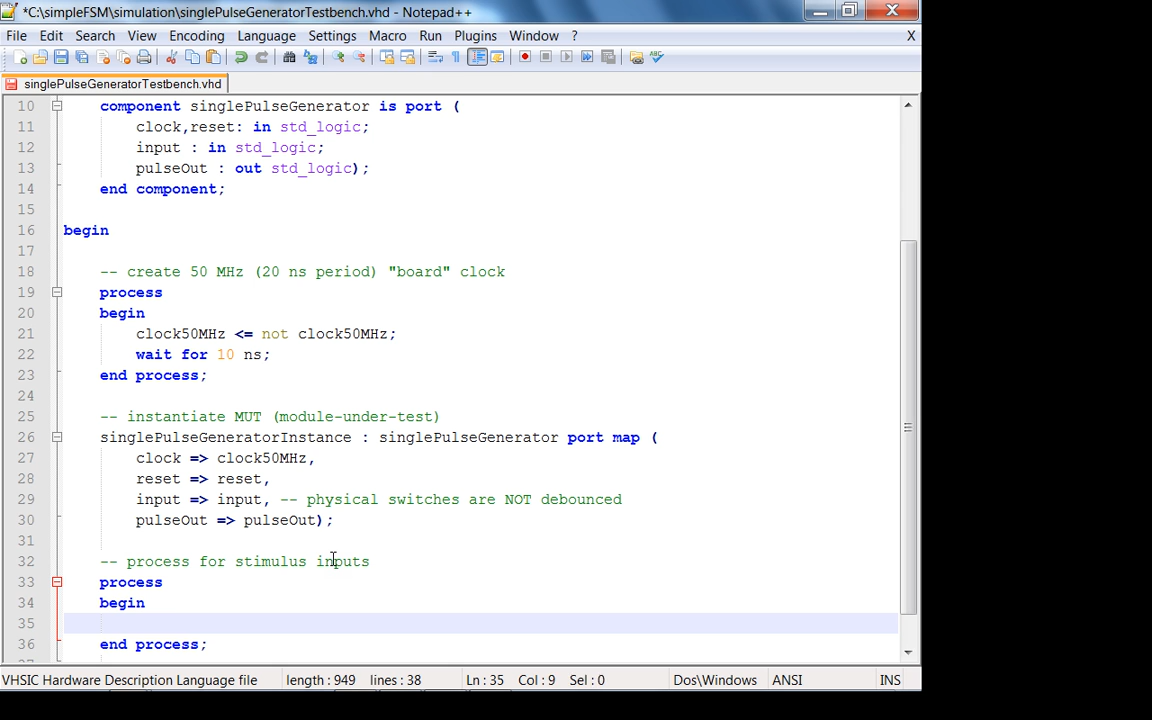 *C:\simpleFSM\simulation\singlePulseGeneratorTestbench.vhd - Notepad++
File Edit Search View Encoding Language Settings Macro Run Plugins Window ? X
singlePulseGeneratorTestbench.vhd
10 component singlePulseGenerator is port (
11 clock,reset: in std_logic;
12 input : in std_logic;
13 pulseOut : out std_logic);
14 end component;
15
16 begin
17
18 -- create 50 MHz (20 ns period) "board" clock
19 process
20 begin
21 clock50MHz <= not clock50MHz;
22 wait for 10 ns;
23 end process;
24
25 -- instantiate MUT (module-under-test)
26 singlePulseGeneratorInstance : singlePulseGenerator port map (
27 clock => clock50MHz,
28 reset => reset,
29 input => input, -- physical switches are NOT debounced
30 pulseOut => pulseOut);
31
32 -- process for stimulus inputs
33 process
34 begin
35
36 end process;
VHSIC Hardware Description Language file length : 949 lines : 38 Ln : 35 Col : 9 Sel : 0 Dos\Windows ANSI INS